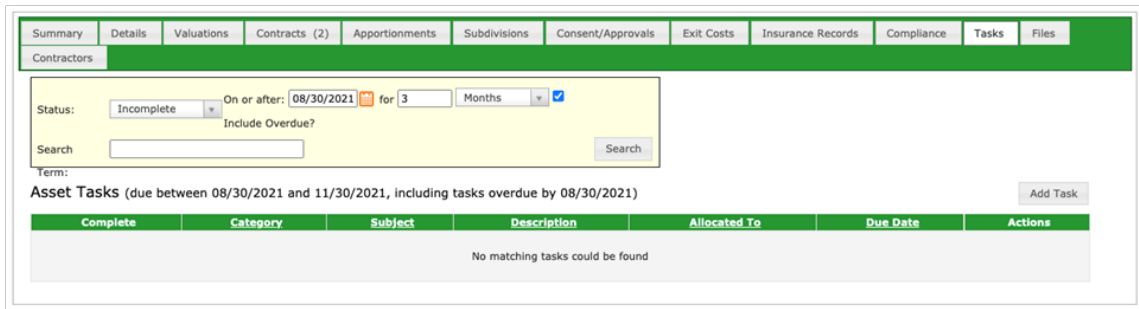 Summary Details Valuations Contracts (2) Apportionments Subdivisions Consent/Approvals Exit Costs Insurance Records Compliance Tasks Files
Contractors
Status: Incomplete On or after: 08/30/2021 for 3 Months
Include Overdue?
Search Term: Search
Asset Tasks (due between 08/30/2021 and 11/30/2021, including tasks overdue by 08/30/2021) Add Task
Complete Category Subject Description Allocated To Due Date Actions
No matching tasks could be found